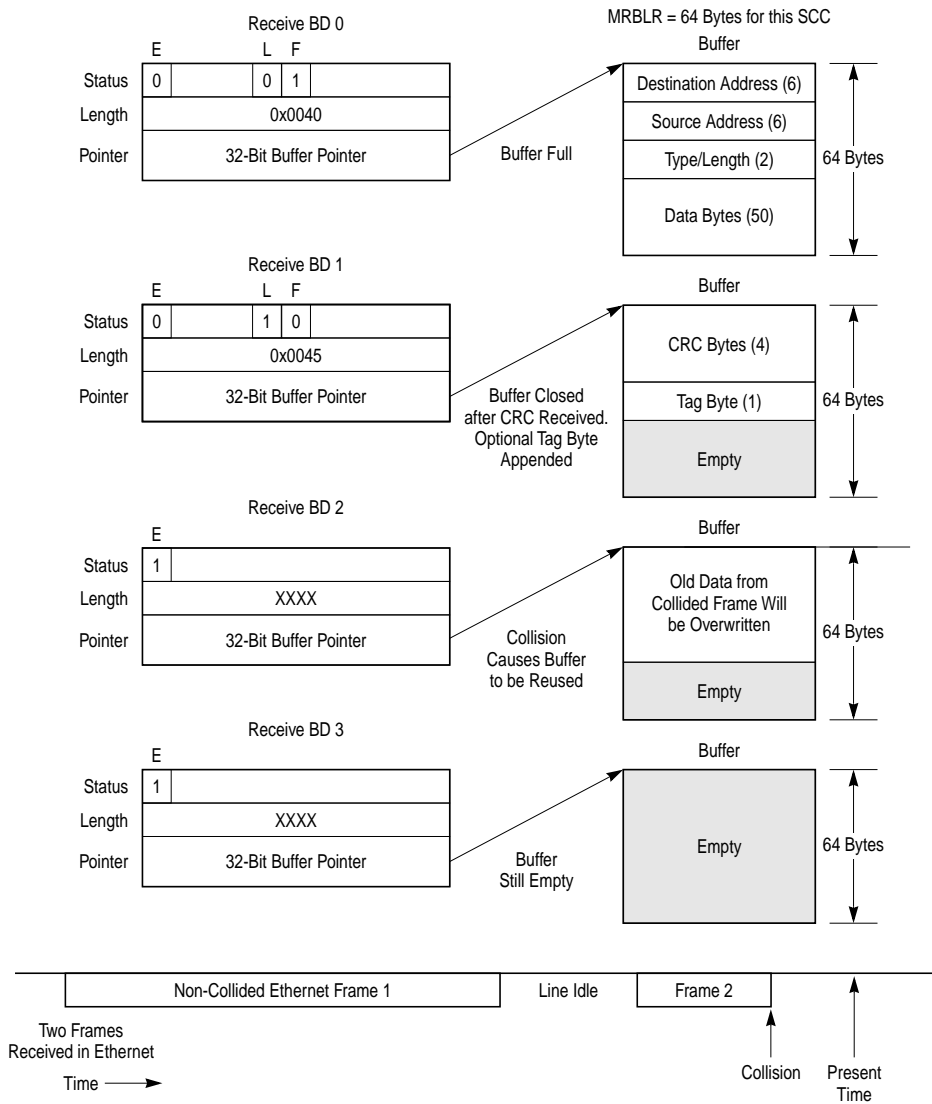 MRBLR = 64 Bytes for this SCC
Receive BD 0
Buffer
E L F
Status 0 0 1
Length 0x0040
Pointer 32-Bit Buffer Pointer
Buffer Full
Destination Address (6)
Source Address (6)
Type/Length (2)
Data Bytes (50)
64 Bytes
Receive BD 1
Buffer
E L F
Status 0 1 0
Length 0x0045
Pointer 32-Bit Buffer Pointer
Buffer Closed
after CRC Received.
Optional Tag Byte
Appended
CRC Bytes (4)
Tag Byte (1)
Empty
64 Bytes
Receive BD 2
Buffer
E
Status 1
Length XXXX
Pointer 32-Bit Buffer Pointer
Collision
Causes Buffer
to be Reused
Old Data from
Collided Frame Will
be Overwritten
Empty
64 Bytes
Receive BD 3
Buffer
E
Status 1
Length XXXX
Pointer 32-Bit Buffer Pointer
Buffer
Still Empty
Empty
64 Bytes
Non-Collided Ethernet Frame 1 Line Idle Frame 2
Two Frames
Received in Ethernet
Time
Collision
Present
Time